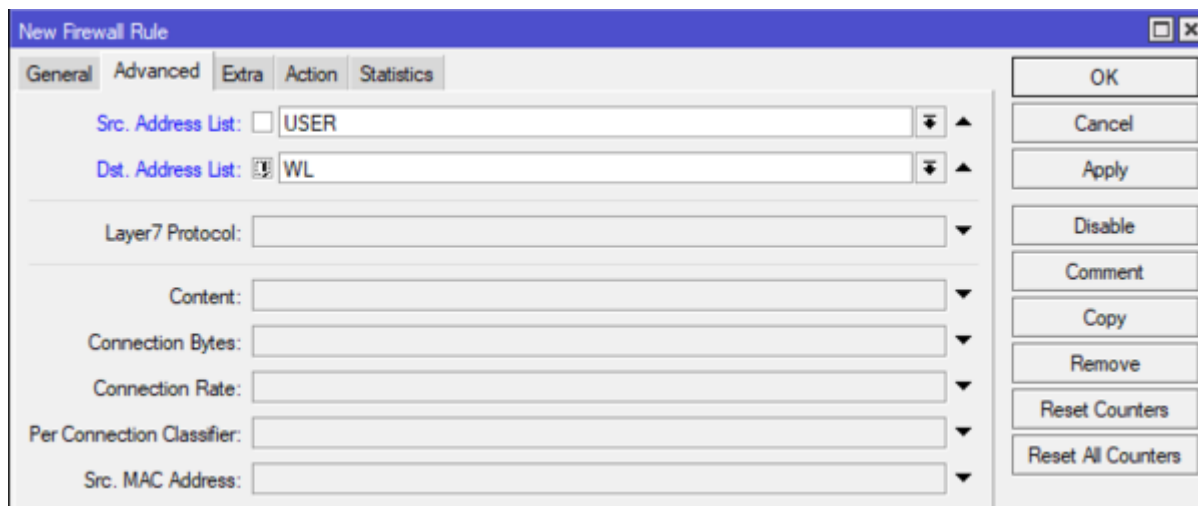 New Firewall Rule
General Advanced Extra Action Statistics
Src. Address List: USER
Dst. Address List: ! WL
Layer7 Protocol:
Content:
Connection Bytes:
Connection Rate:
Per Connection Classifier:
Src. MAC Address:
OK
Cancel
Apply
Disable
Comment
Copy
Remove
Reset Counters
Reset All Counters